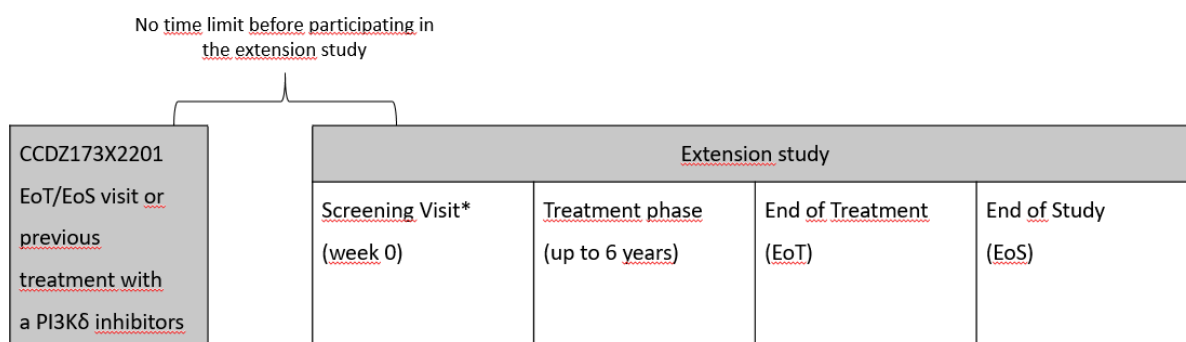 No time limit before participating in
the extension study
CCDZ173X2201
EoT/EoS visit or
previous
treatment with
a PI3Kδ inhibitors
Extension study
Screening Visit*
(week 0)
Treatment phase
(up to 6 years)
End of Treatment
(EoT)
End of Study
(EoS)